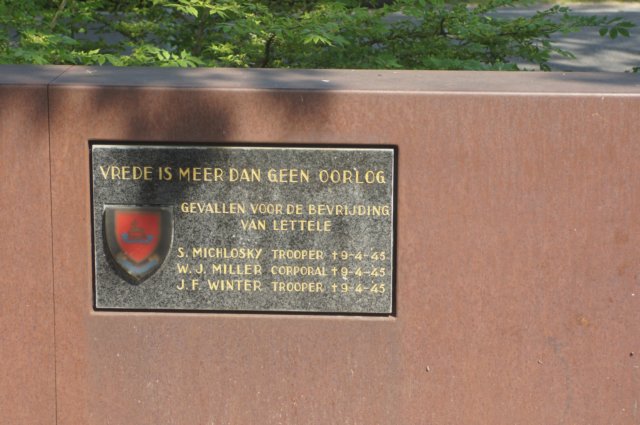 VREDE IS MEER DAN GEEN OORLOG
GEVALLEN VOOR DE BEVRIJDING
VAN LETTELE
S. MICHLOSKY TROOPER †9-4-45
W.J. MILLER CORPORAL †9-4-45
J.F. WINTER TROOPER †9-4-45